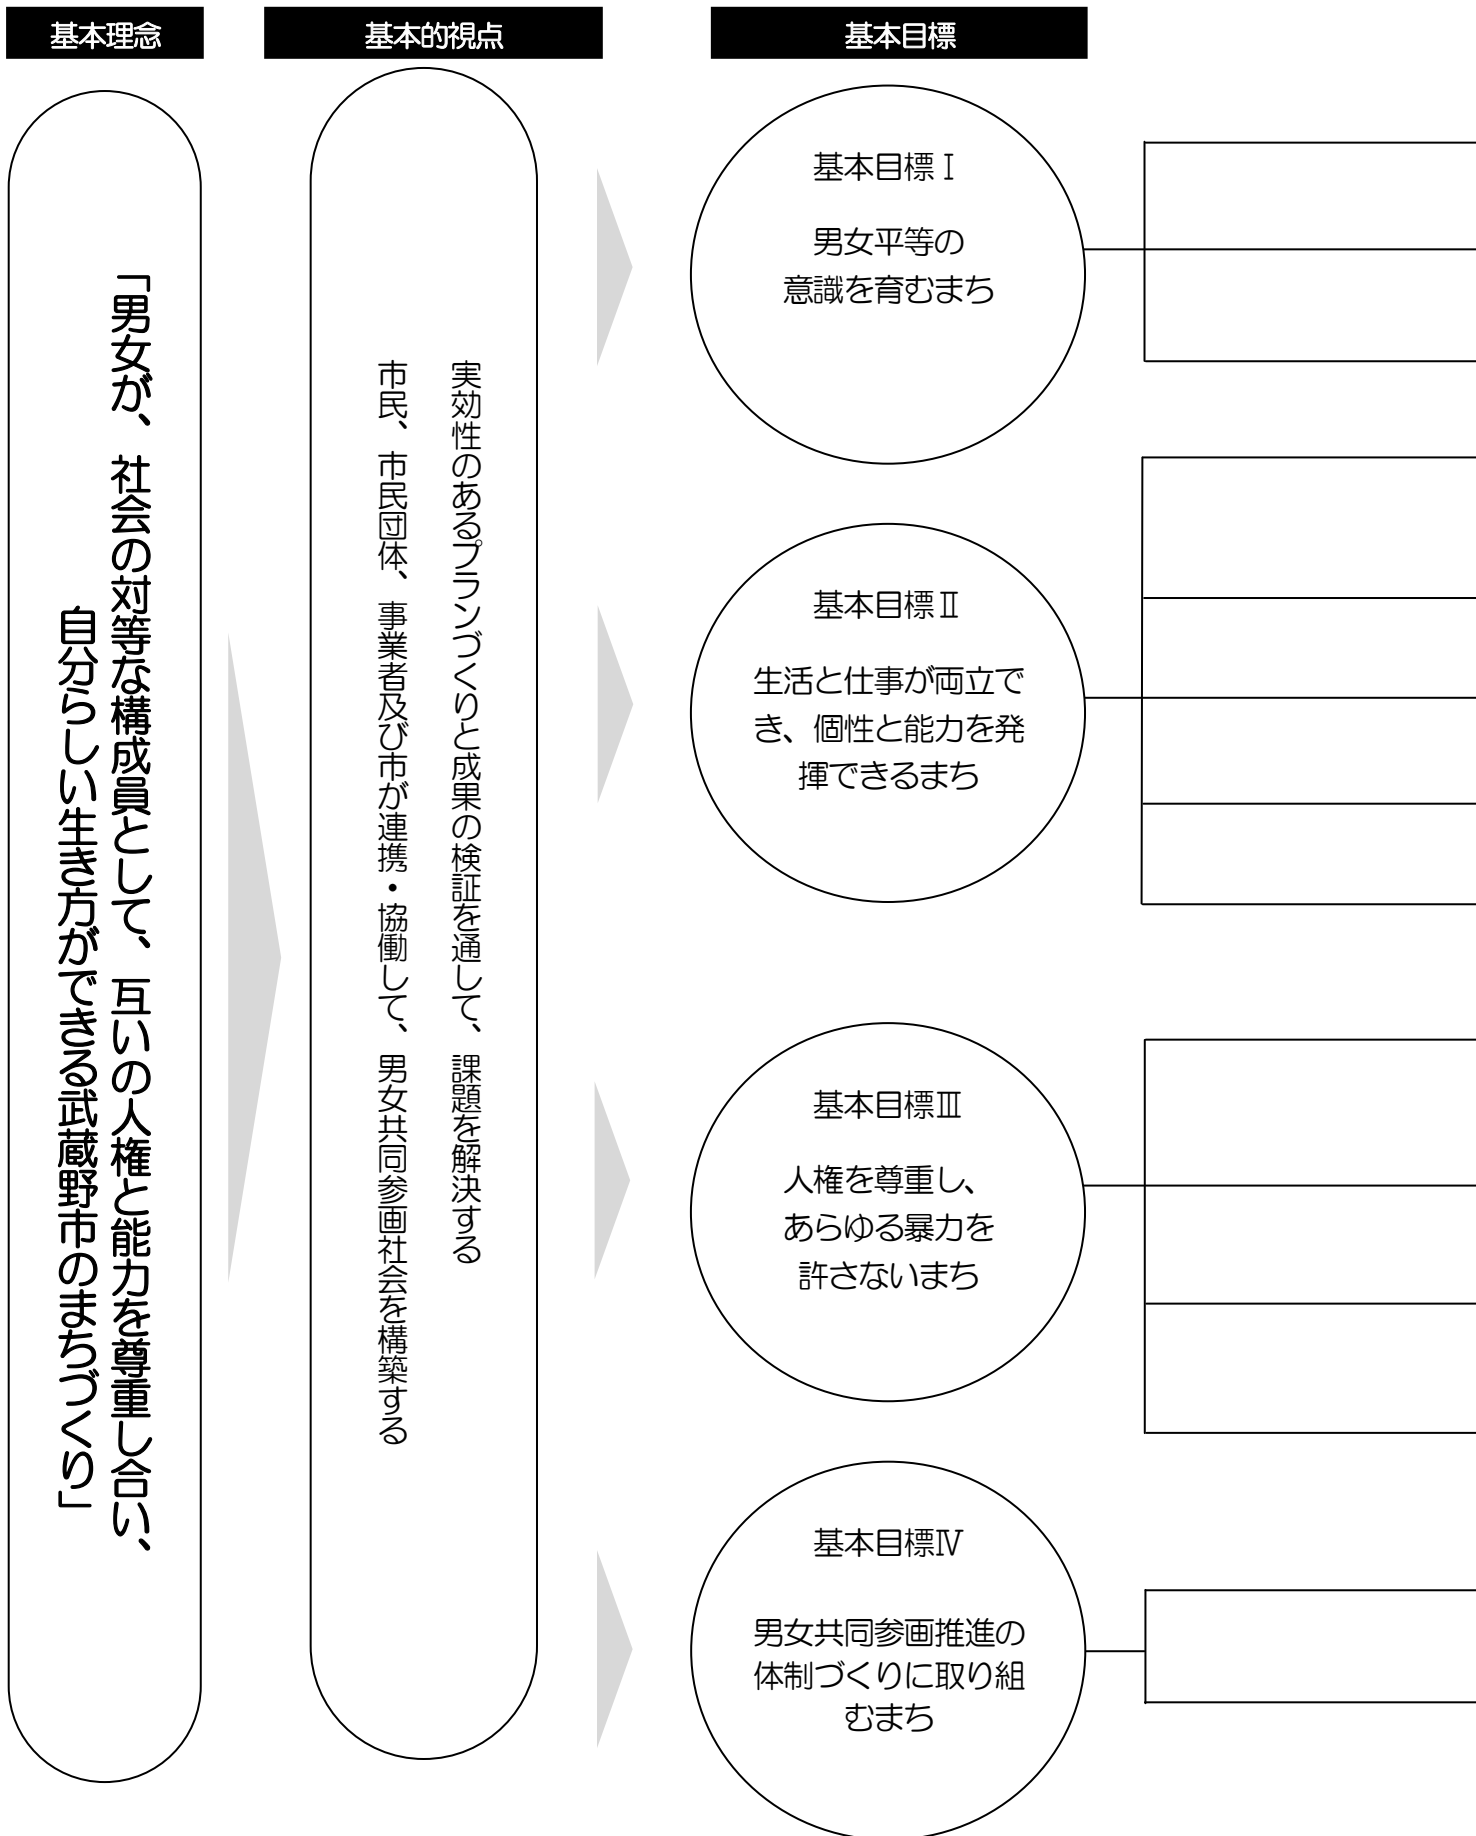 基本理念
基本的視点
基本目標
「男女が、社会の対等な構成員として、互いの人権と能力を尊重し合い、
自分らしい生き方ができる武蔵野市のまちづくり」
実効性のあるプランづくりと成果の検証を通して、課題を解決する
市民、市民団体、事業者及び市が連携・協働して、男女共同参画社会を構築する
基本目標Ⅰ
男女平等の
意識を育むまち
基本目標Ⅱ
生活と仕事が両立で
き、個性と能力を発
揮できるまち
基本目標Ⅲ
人権を尊重し、
あらゆる暴力を
許さないまち
基本目標Ⅳ
男女共同参画推進の
体制づくりに取り組
むまち